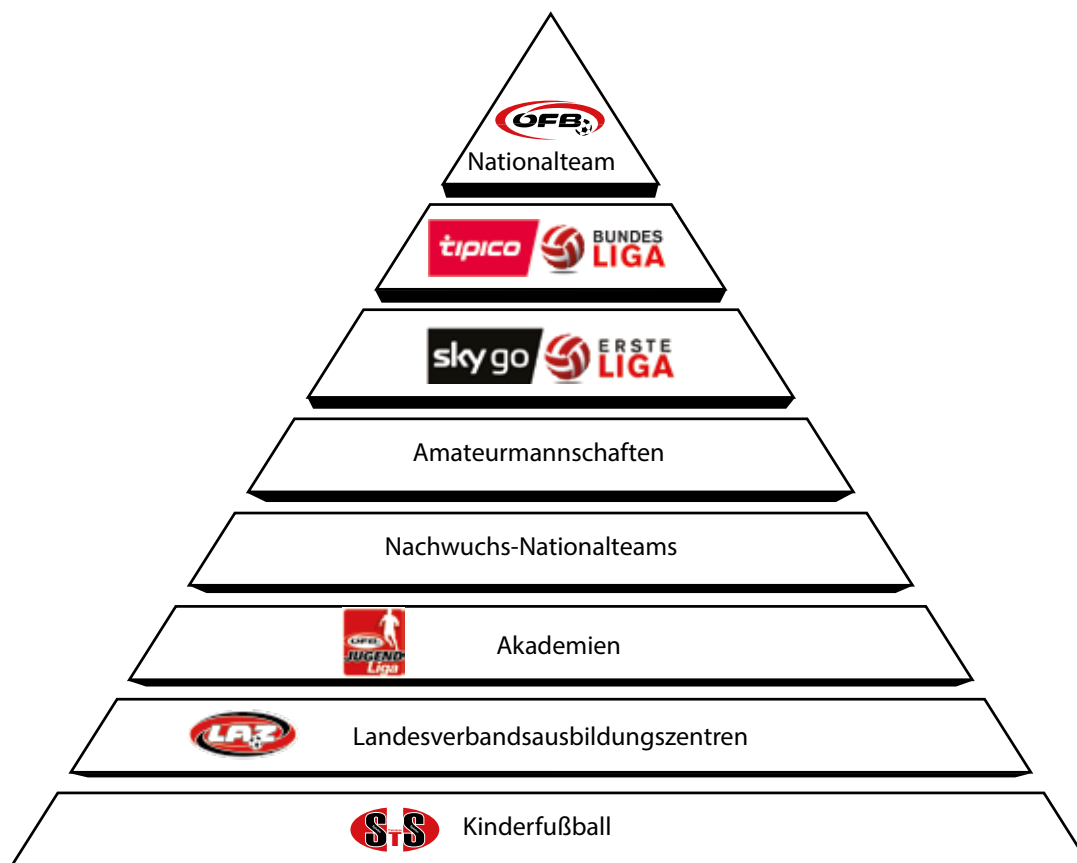 ÖFB
Nationalteam
tipico BUNDES
LIGA
sky go ERSTE
LIGA
Amateurmannschaften
Nachwuchs-Nationalteams
ÖFB
JUGEND
Liga
Akademien
LAZ
Landesverbandsausbildungszentren
STS
Kinderfußball